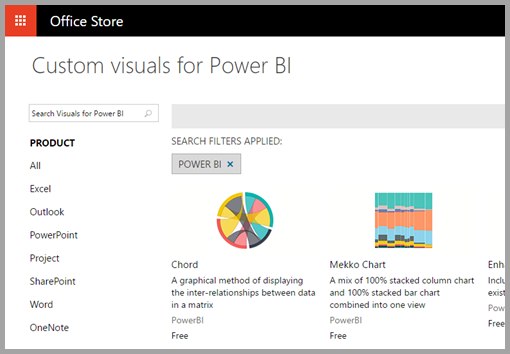 Office Store
Custom visuals for Power BI
Search Visuals for Power BI
PRODUCT
All
Excel
Outlook
PowerPoint
Project
SharePoint
Word
OneNote
SEARCH FILTERS APPLIED:
POWER BI ×
Chord
A graphical method of displaying
the inter-relationships between data
in a matrix
PowerBI
Free
Mekko Chart
A mix of 100% stacked column chart
and 100% stacked bar chart
combined into one view
PowerBI
Free
Enha
Inclu
exist
Powe
Free